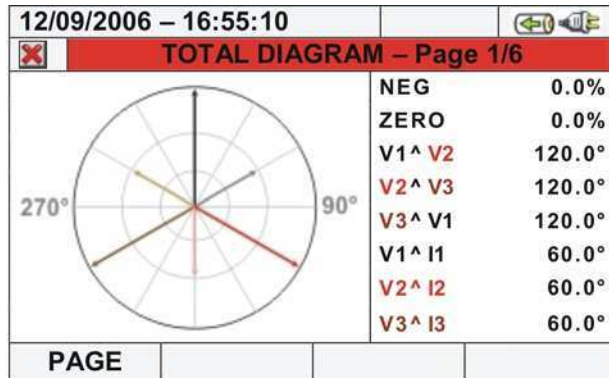 12/09/2006 – 16:55:10
TOTAL DIAGRAM – Page 1/6
270°
90°
NEG 0.0%
ZERO 0.0%
V1^ V2 120.0°
V2^ V3 120.0°
V3^ V1 120.0°
V1^ I1 60.0°
V2^ I2 60.0°
V3^ I3 60.0°
PAGE